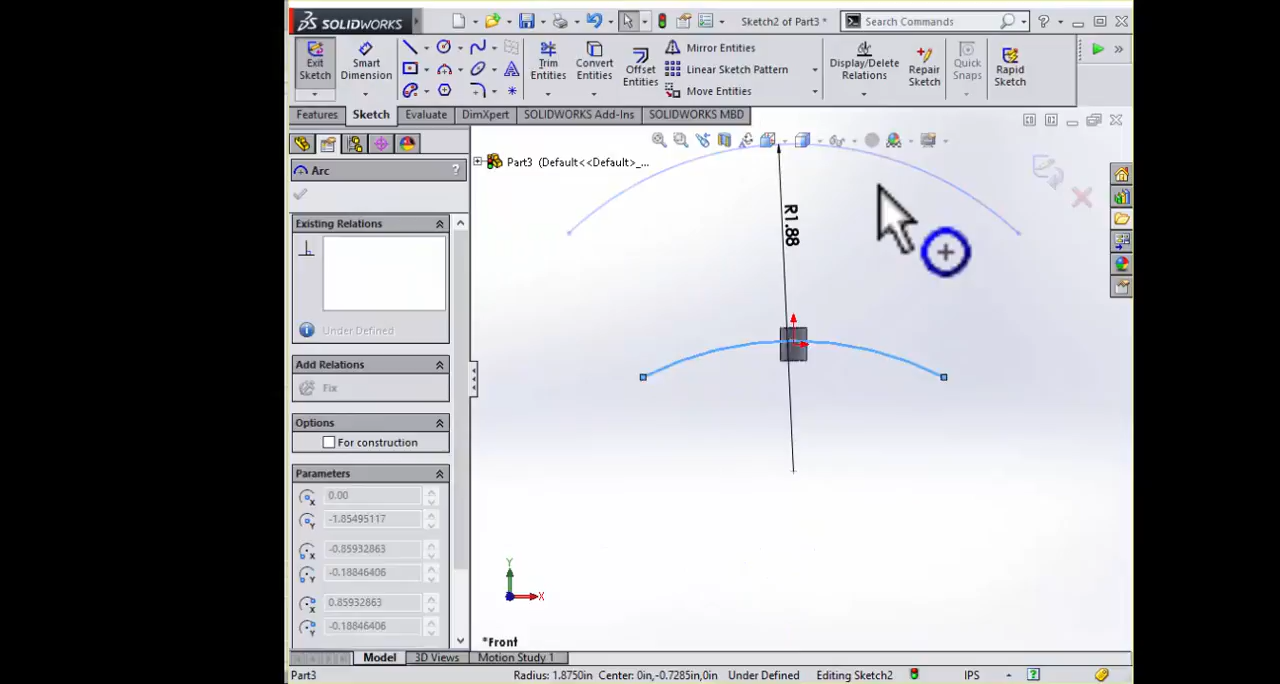 SOLIDWORKS
Sketch2 of Part3 *
Search Commands
?
Exit Sketch
Smart Dimension
Trim Entities
Convert Entities
Offset Entities
Mirror Entities
Linear Sketch Pattern
Move Entities
Display/Delete Relations
Repair Sketch
Quick Snaps
Rapid Sketch
Features
Sketch
Evaluate
DimXpert
SOLIDWORKS Add-Ins
SOLIDWORKS MBD
Part3 (Default<<Default>_...
Arc
?
Existing Relations
Under Defined
Add Relations
Fix
Options
For construction
Parameters
0.00
-1.85495117
-0.85932863
-0.18846406
0.85932863
-0.18846406
R1.88
Y
X
*Front
Model
3D Views
Motion Study 1
Part3
Radius: 1.8750in
Center: 0in,-0.7285in,0in
Under Defined
Editing Sketch2
IPS
?